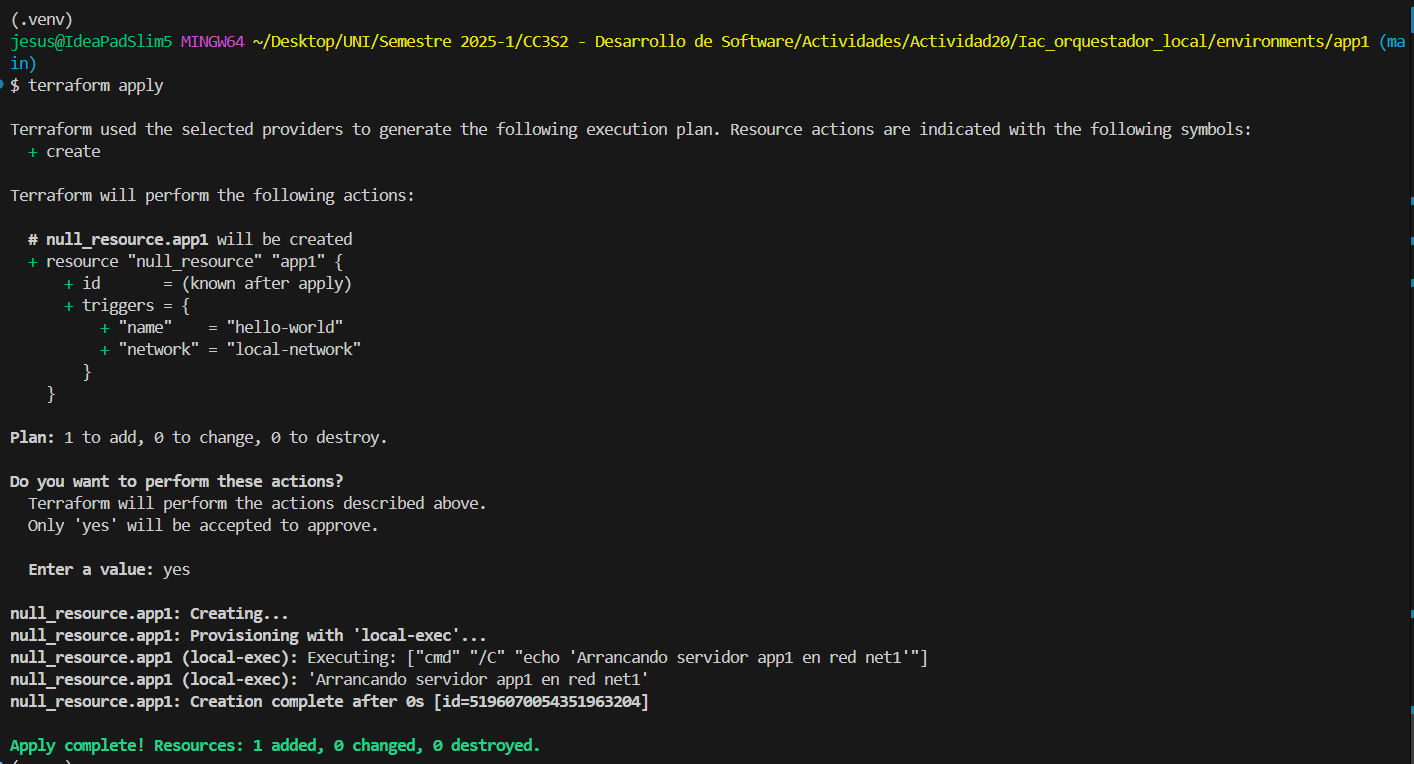 (.venv)
jesus@IdeaPadSlim5 MINGW64 ~/Desktop/UNI/Semestre 2025-1/CC3S2 - Desarrollo de Software/Actividades/Actividad20/Iac_orquestador_local/environments/app1 (ma
in)
$ terraform apply

Terraform used the selected providers to generate the following execution plan. Resource actions are indicated with the following symbols:
  + create

Terraform will perform the following actions:

  # null_resource.app1 will be created
  + resource "null_resource" "app1" {
      + id       = (known after apply)
      + triggers = {
          + "name"    = "hello-world"
          + "network" = "local-network"
        }
    }

Plan: 1 to add, 0 to change, 0 to destroy.

Do you want to perform these actions?
  Terraform will perform the actions described above.
  Only 'yes' will be accepted to approve.

  Enter a value: yes

null_resource.app1: Creating...
null_resource.app1: Provisioning with 'local-exec'...
null_resource.app1 (local-exec): Executing: ["cmd" "/C" "echo 'Arrancando servidor app1 en red net1'"]
null_resource.app1 (local-exec): 'Arrancando servidor app1 en red net1'
null_resource.app1: Creation complete after 0s [id=5196070054351963204]

Apply complete! Resources: 1 added, 0 changed, 0 destroyed.